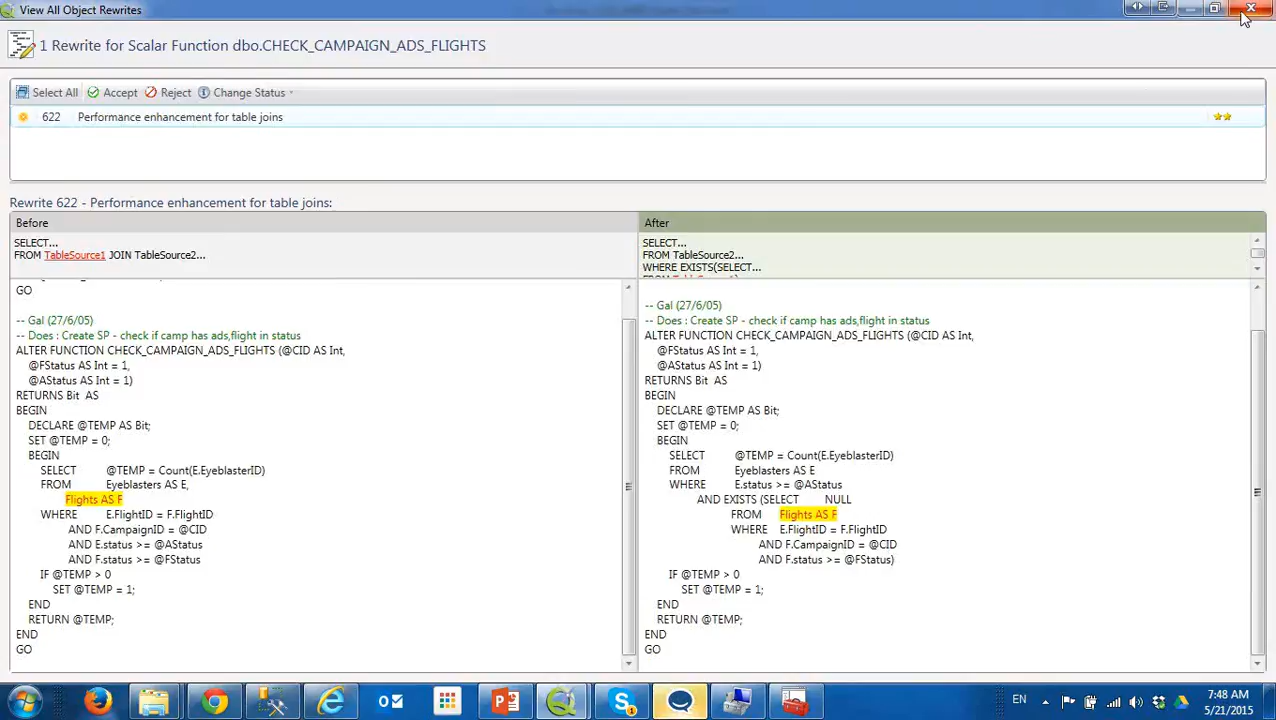 View All Object Rewrites
1 Rewrite for Scalar Function dbo.CHECK_CAMPAIGN_ADS_FLIGHTS
Select All Accept Reject Change Status
622 Performance enhancement for table joins
Rewrite 622 - Performance enhancement for table joins:
Before
SELECT...
FROM TableSource1 JOIN TableSource2...
GO
-- Gal (27/6/05)
-- Does : Create SP - check if camp has ads,flight in status
ALTER FUNCTION CHECK_CAMPAIGN_ADS_FLIGHTS (@CID AS Int,
@FStatus AS Int = 1,
@AStatus AS Int = 1)
RETURNS Bit AS
BEGIN
DECLARE @TEMP AS Bit;
SET @TEMP = 0;
BEGIN
SELECT @TEMP = Count(E.EyeblasterID)
FROM Eyeblasters AS E,
Flights AS F
WHERE E.FlightID = F.FlightID
AND F.CampaignID = @CID
AND E.status >= @AStatus
AND F.status >= @FStatus
IF @TEMP > 0
SET @TEMP = 1;
END
RETURN @TEMP;
END
GO
After
SELECT...
FROM TableSource2...
WHERE EXISTS(SELECT...
-- Gal (27/6/05)
-- Does : Create SP - check if camp has ads,flight in status
ALTER FUNCTION CHECK_CAMPAIGN_ADS_FLIGHTS (@CID AS Int,
@FStatus AS Int = 1,
@AStatus AS Int = 1)
RETURNS Bit AS
BEGIN
DECLARE @TEMP AS Bit;
SET @TEMP = 0;
BEGIN
SELECT @TEMP = Count(E.EyeblasterID)
FROM Eyeblasters AS E
WHERE E.status >= @AStatus
AND EXISTS (SELECT NULL
FROM Flights AS F
WHERE E.FlightID = F.FlightID
AND F.CampaignID = @CID
AND F.status >= @FStatus)
IF @TEMP > 0
SET @TEMP = 1;
END
RETURN @TEMP;
END
GO
EN
7:48 AM
5/21/2015